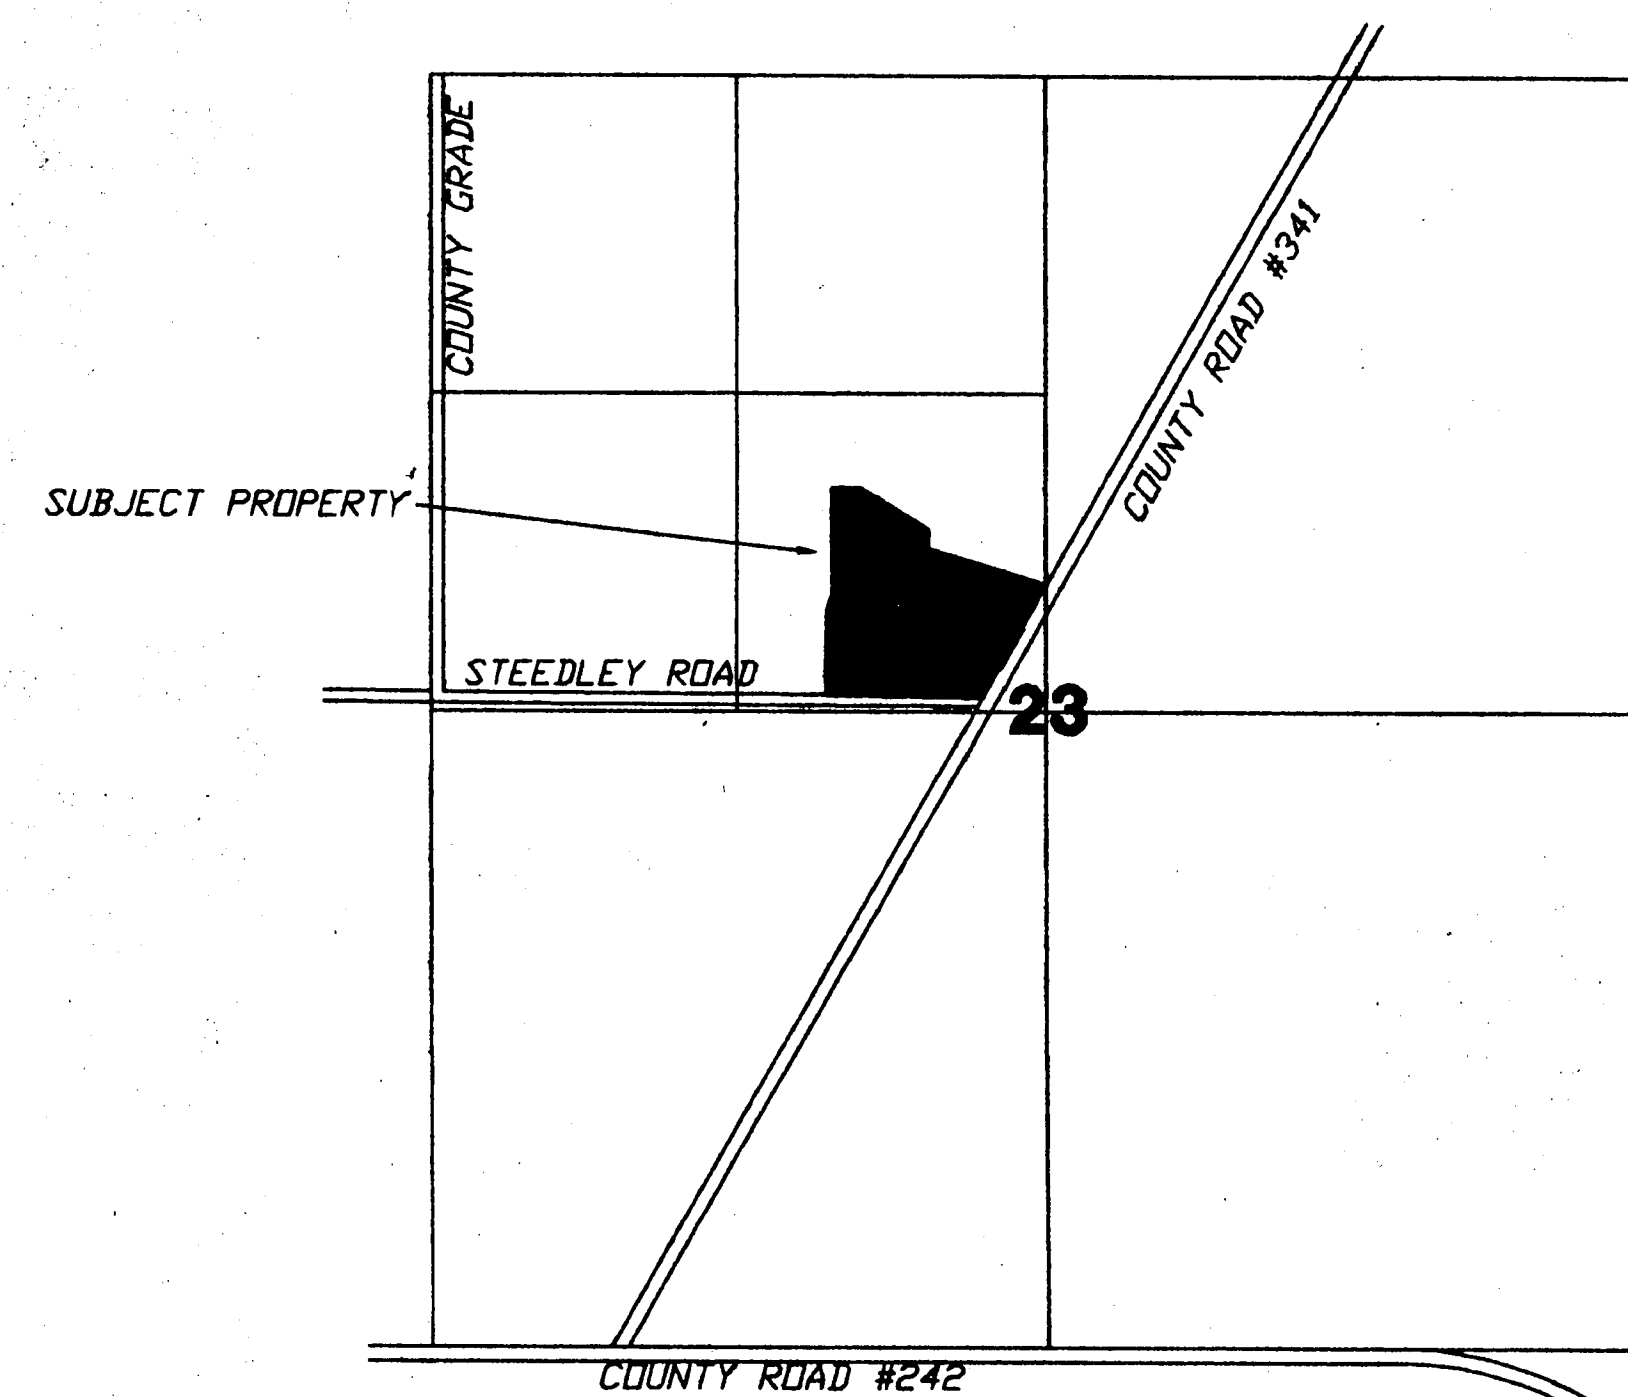 COUNTY GRADE
COUNTY ROAD #341
SUBJECT PROPERTY
STEEDLEY ROAD
23
COUNTY ROAD #242